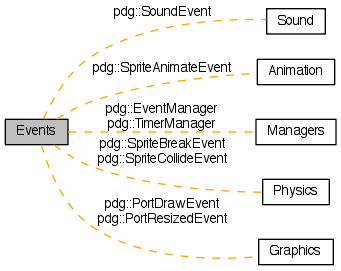 pdg::SoundEvent
Sound
pdg::SpriteAnimateEvent
Animation
Events
pdg::EventManager
pdg::TimerManager
Managers
pdg::SpriteBreakEvent
pdg::SpriteCollideEvent
Physics
pdg::PortDrawEvent
pdg::PortResizedEvent
Graphics